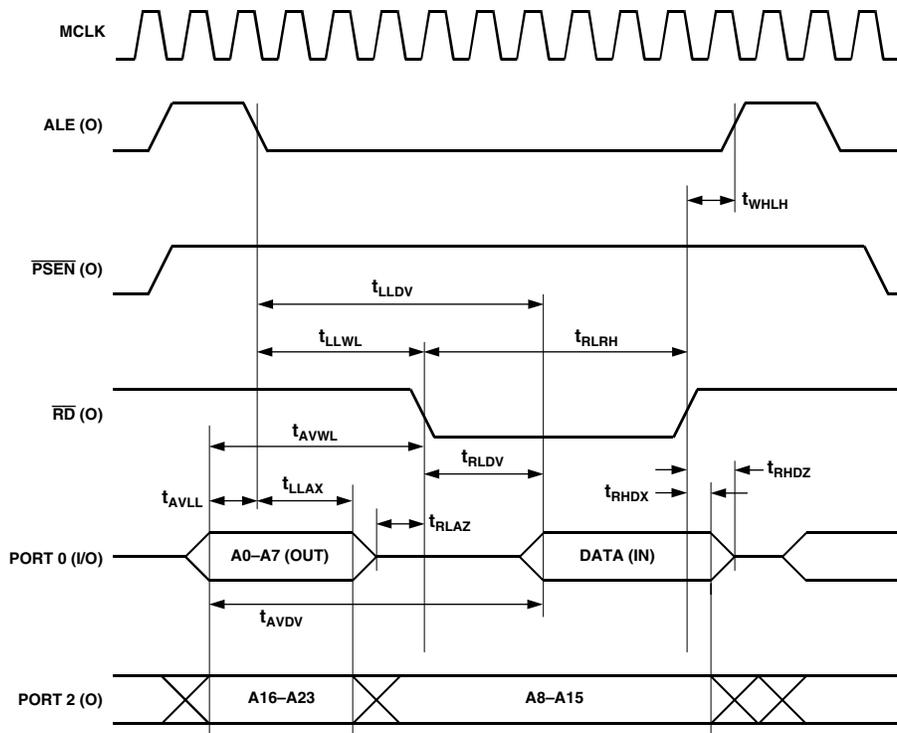 MCLK
ALE (O)
tWHLH
PSEN (O)
tLLDV
tLLWL
tRLRH
RD (O)
tAVWL
tRLDV
tRHDZ
tAVLL
tLLAX
tRHDX
tRLAZ
PORT 0 (I/O)
A0–A7 (OUT)
DATA (IN)
tAVDV
PORT 2 (O)
A16–A23
A8–A15